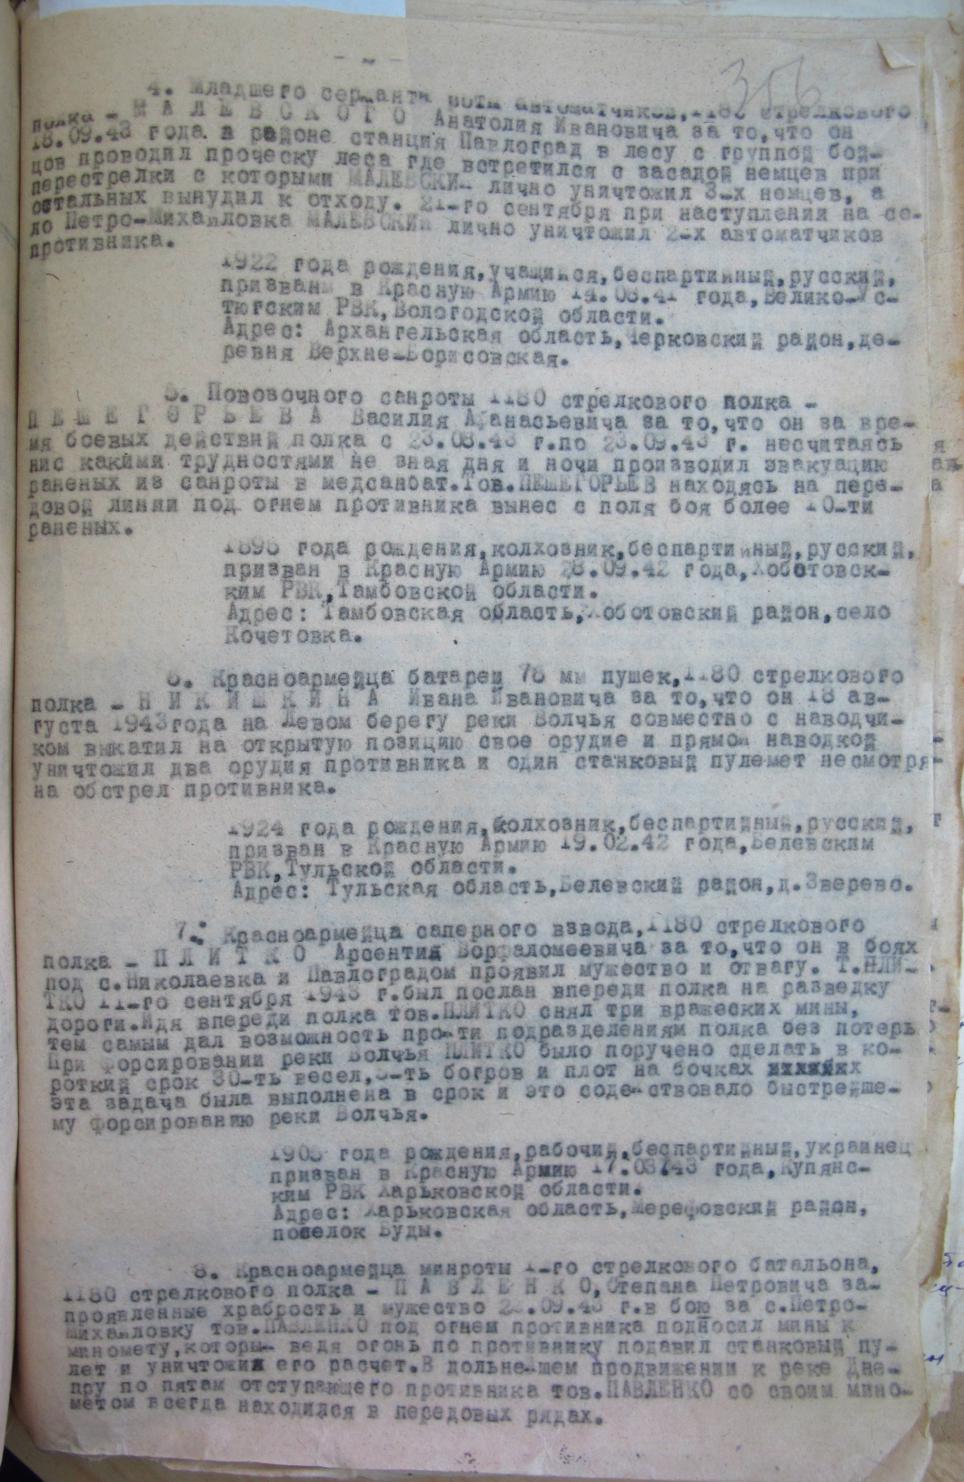 306
4. Младшего сержанта роты автоматчиков, 1180 стрелкового
полка - М А Л Е В С К О Г О Анатолия Ивановича за то, что он
18.09.43 года в районе станция Павлоград в лесу с группой бой-
цов проводил проческу леса где встретился с засадой немцев при
перестрелки с которыми МАЛЕВСКИЙ лично уничтожил 3-х немцев, а
остальных вынудил к отходу. 21-го сентября при наступлении на се-
ло Петро-Михайловка МАЛЕВСКИЙ лично уничтожил 2-х автоматчиков
противника.
1922 года рождения, учащийся, беспартийный, русский,
призван в Красную Армию 14.08.41 года, Велико-Ус-
тюгским РВК, Вологодской области.
Адрес: Архангельская область, Черковский район, де-
ревня Верхне-Борисовская.
5. Повозочного санроты 1180 стрелкового полка -
П Е Ш Е Г О Р Ь Е В А Василия Афанасьевича за то, что он за вре-
мя боевых действий полка с 23.08.43 г. по 23.09.43 г. несчитаясь
нис какими трудностями не зная дня и ночи производил эвакуацию
раненых из санроты в медсанбат. Тов. ПЕШЕГОРЬЕВ находясь на пере-
довой линии под огнем противника вынес с поля боя более 10-ти
раненых.
1898 года рождения, колхозник, беспартийный, русский,
призван в Красную Армию 28.09.42 года, Хоботовск-
ким РВК, Тамбовской области.
Адрес: Тамбовская область, Хоботовский район, село
Кочетовка.
6. Красноармейца батареи 76 мм пушек, 1180 стрелкового
полка - Н И К И Ш К И Н А Ивана Ивановича за то, что он 18 ав-
густа 1943 года на Левом берегу реки Волчья совместно с наводчи-
ком выкатил на открытую позицию свое орудие и прямой наводкой
уничтожил два орудия противника и один станковый пулемет несмотря-
на обстрел противника.
1924 года рождения, колхозник, беспартийный, русский,
призван в Красную Армию 19.02.42 года, Белевским
РВК, Тульской области.
Адрес: Тульская область, Белевский район, д. Зверево.
7. Красноармейца саперного взвода, 1180 стрелкового
полка - П Л И Т К О Арсентия Ворфаломеевича за то, что он в боях
под с. Николаевка и Павлоградом проявил мужество и отвагу. Т. ПЛИ-
ТКО 11-го сентября 1943 г. был послан впереди полка на разведку
дороги. Идя впереди полка тов. ПЛИТКО снял три вражеских мины,
тем самым дал возможность пройти подразделениям полка без потерь
При форсировании реки Волчья ПЛИТКО было поручено сделать в ко-
роткий срок 30-ть весел, 5-ть богров и плот на бочках
эта задача была выполнена в срок и это содействовало быстрейше-
му форсированию реки Волчья.
1903 года рождения, рабочий, беспартийный, украинец
призван в Красную Армию 17.08.43 года, Купянс-
ким РВК Харьковской области.
Адрес: Харьковская область, Мерефовский район,
поселок Буды.
8. Красноармейца минроты 1-го стрелкового батальона,
1180 стрелкового полка - П А В Л Е Н К О, Степана Петровича за-
проявленные храбрость и мужество 22.09.43 г. в бою за с. Петро-
Михайловку тов. ПАВЛЕНКО под огнем противника подносил мины к
миномету, который ведя огонь по противнику подавил станковый пу-
лет и уничтожил его расчет. В дольнейшем продвижении к реке Дне-
пру по пятам отступающего противника тов. ПАВЛЕНКО со своим мино-
метом всегда находился в передовых рядах.